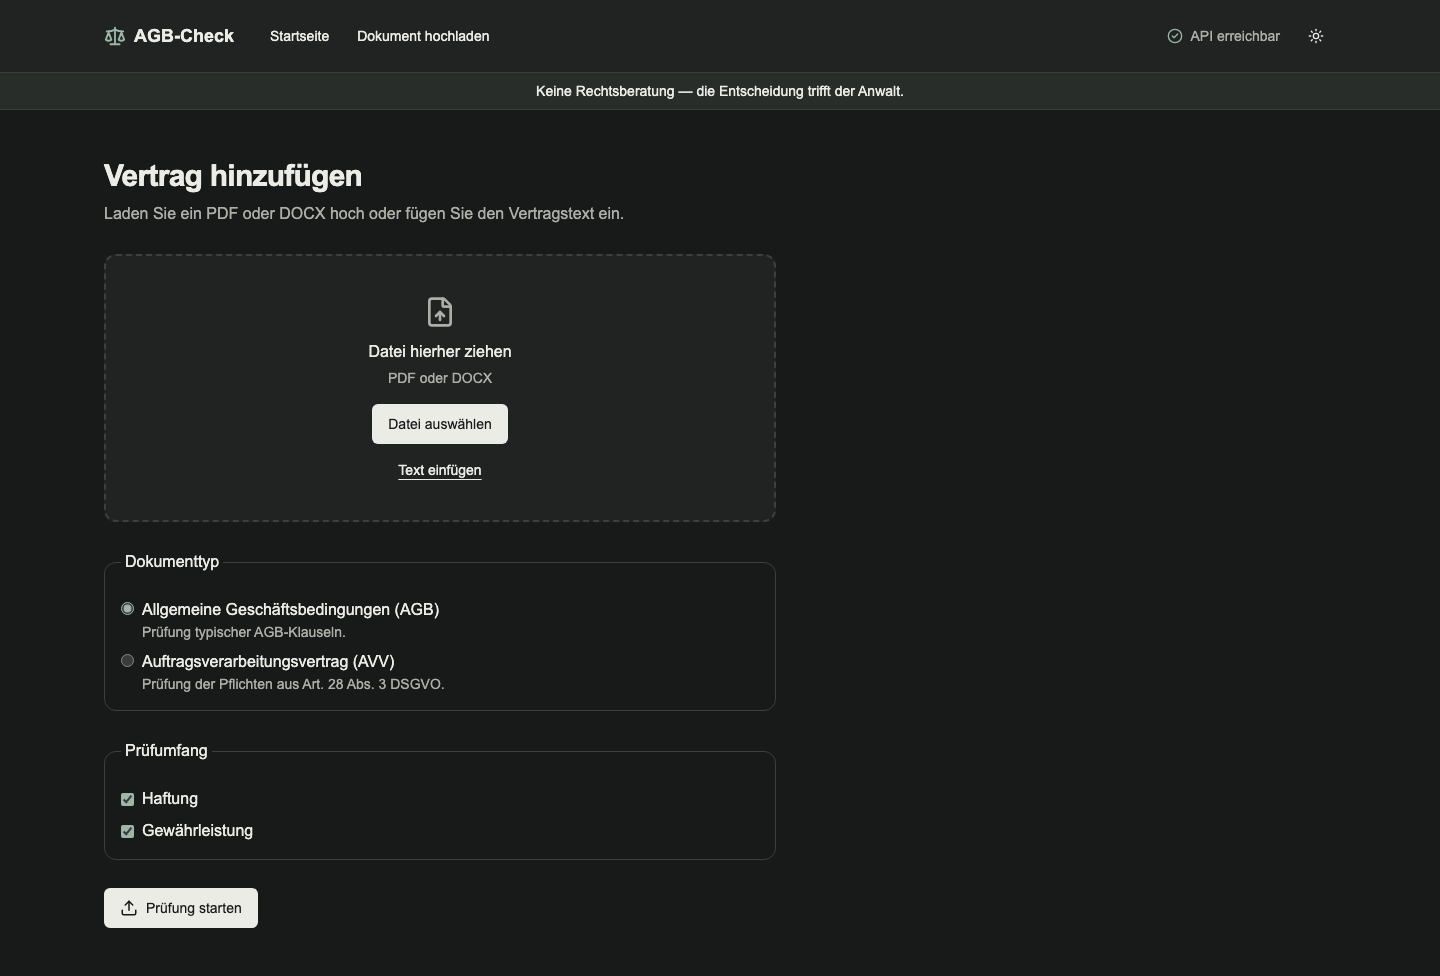 AGB-Check
Startseite
Dokument hochladen
API erreichbar
Keine Rechtsberatung — die Entscheidung trifft der Anwalt.
Vertrag hinzufügen
Laden Sie ein PDF oder DOCX hoch oder fügen Sie den Vertragstext ein.
Datei hierher ziehen
PDF oder DOCX
Datei auswählen
Text einfügen
Dokumenttyp
Allgemeine Geschäftsbedingungen (AGB)
Prüfung typischer AGB-Klauseln.
Auftragsverarbeitungsvertrag (AVV)
Prüfung der Pflichten aus Art. 28 Abs. 3 DSGVO.
Prüfumfang
Haftung
Gewährleistung
Prüfung starten